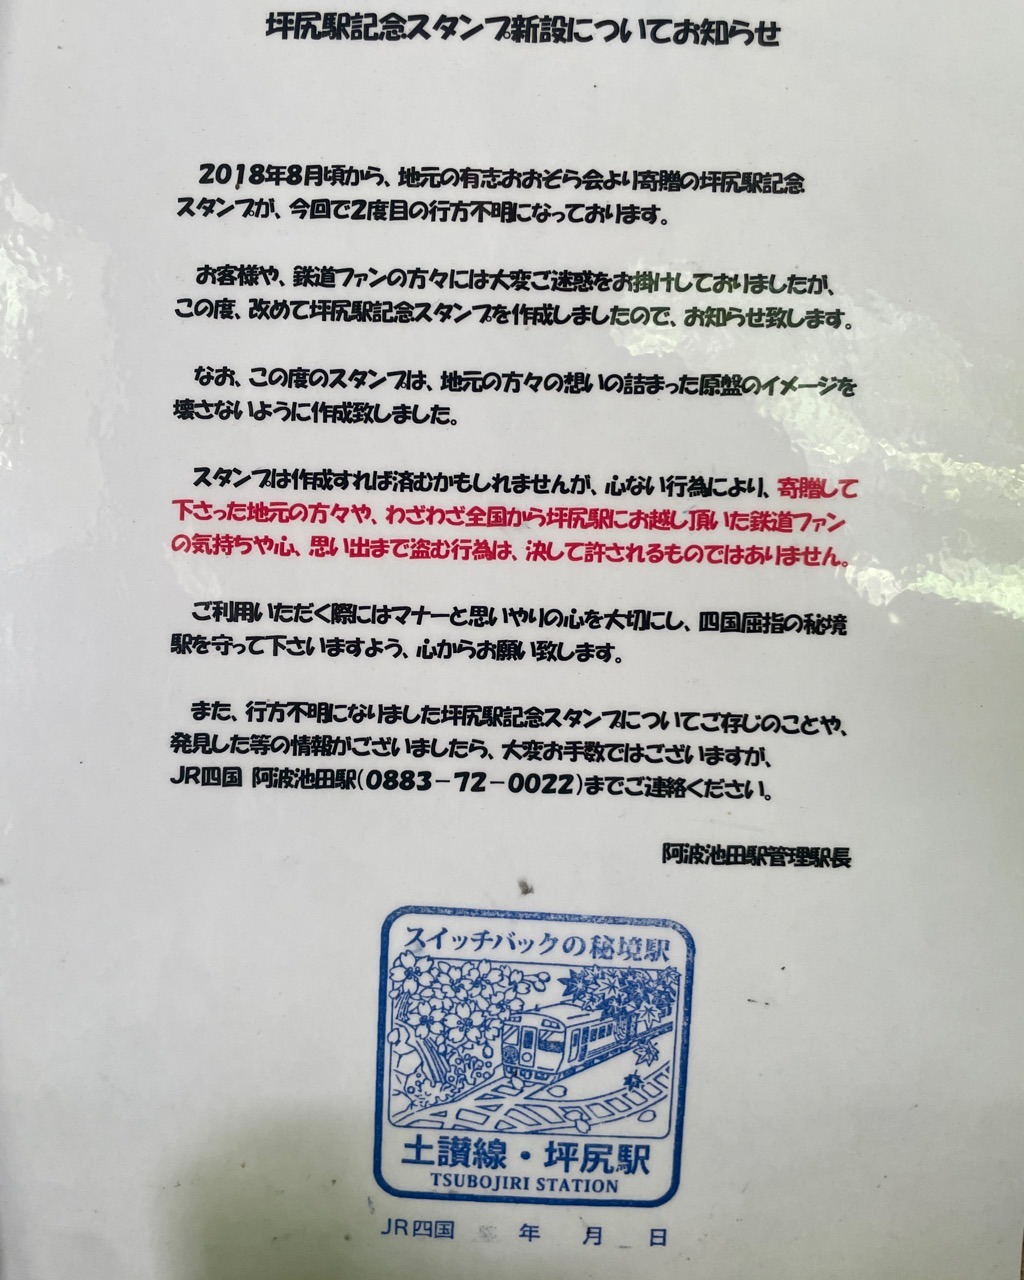 坪尻駅記念スタンプ新設についてお知らせ
2018年8月頃から、地元の有志おおぞら会より寄贈の坪尻駅記念
スタンプが、今回で2度目の行方不明になっております。
お客様や、鉄道ファンの方々には大変ご迷惑をお掛けしておりましたが、
この度、改めて坪尻駅記念スタンプを作成しましたので、お知らせ致します。
なお、この度のスタンプは、地元の方々の想いの詰まった原盤のイメージを
壊さないように作成致しました。
スタンプは作成すれば済むかもしれませんが、心ない行為により、寄贈して
下さった地元の方々や、わざわざ全国から坪尻駅にお越し頂いた鉄道ファン
の気持ちや心、思い出まで盗む行為は、決して許されるものではありません。
ご利用いただく際にはマナーと思いやりの心を大切にし、四国屈指の秘境
駅を守って下さいますよう、心からお願い致します。
また、行方不明になりました坪尻駅記念スタンプについてご存じのことや、
発見した等の情報がございましたら、大変お手数ではございますが、
JR四国 阿波池田駅(0883-72-0022)までご連絡ください。
阿波池田駅管理駅長
スイッチバックの秘境駅
土讃線・坪尻駅
TSUBOJIRI STATION
JR四国 年 月 日